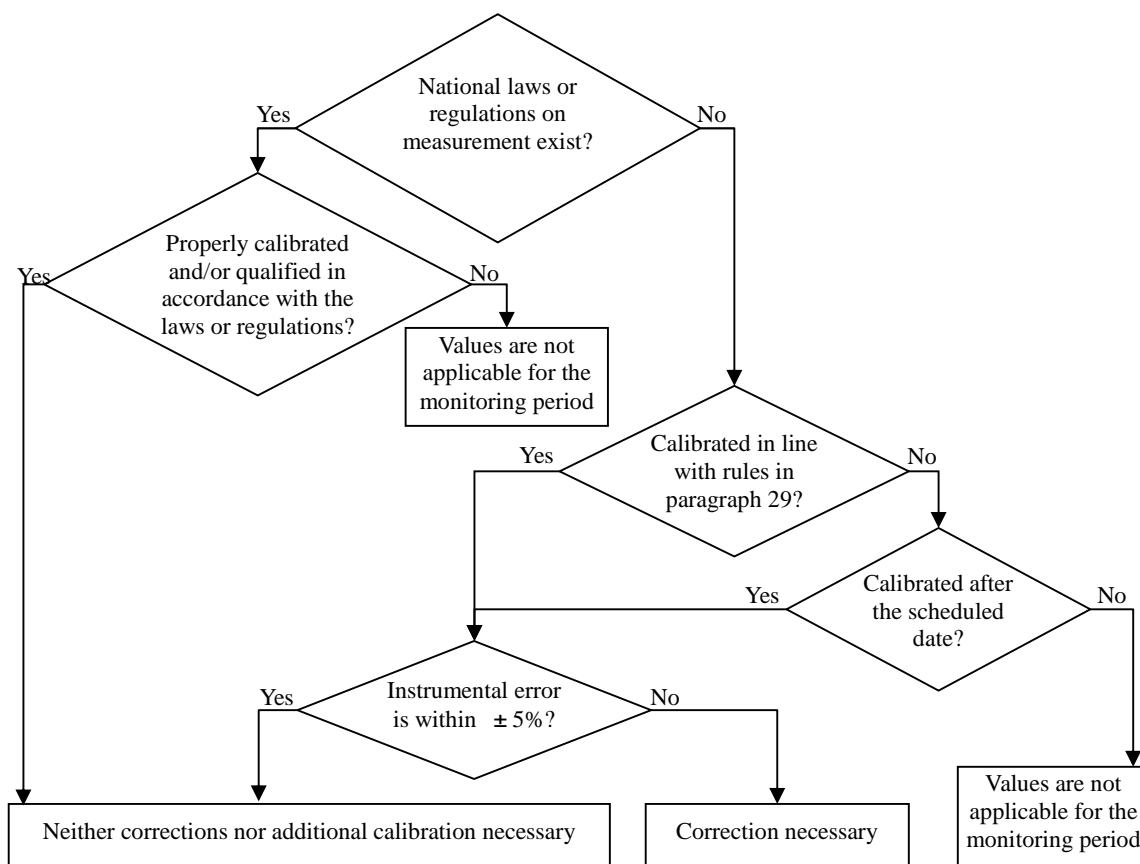 National laws or
regulations on
measurement exist?
Yes
No
Properly calibrated
and/or qualified in
accordance with the
laws or regulations?
Yes
No
Values are not
applicable for the
monitoring period
Calibrated in line
with rules in
paragraph 29?
Yes
No
Calibrated after
the scheduled
date?
Yes
No
Instrumental error
is within ± 5%?
Yes
No
Values are not
applicable for the
monitoring period
Neither corrections nor additional calibration necessary
Correction necessary